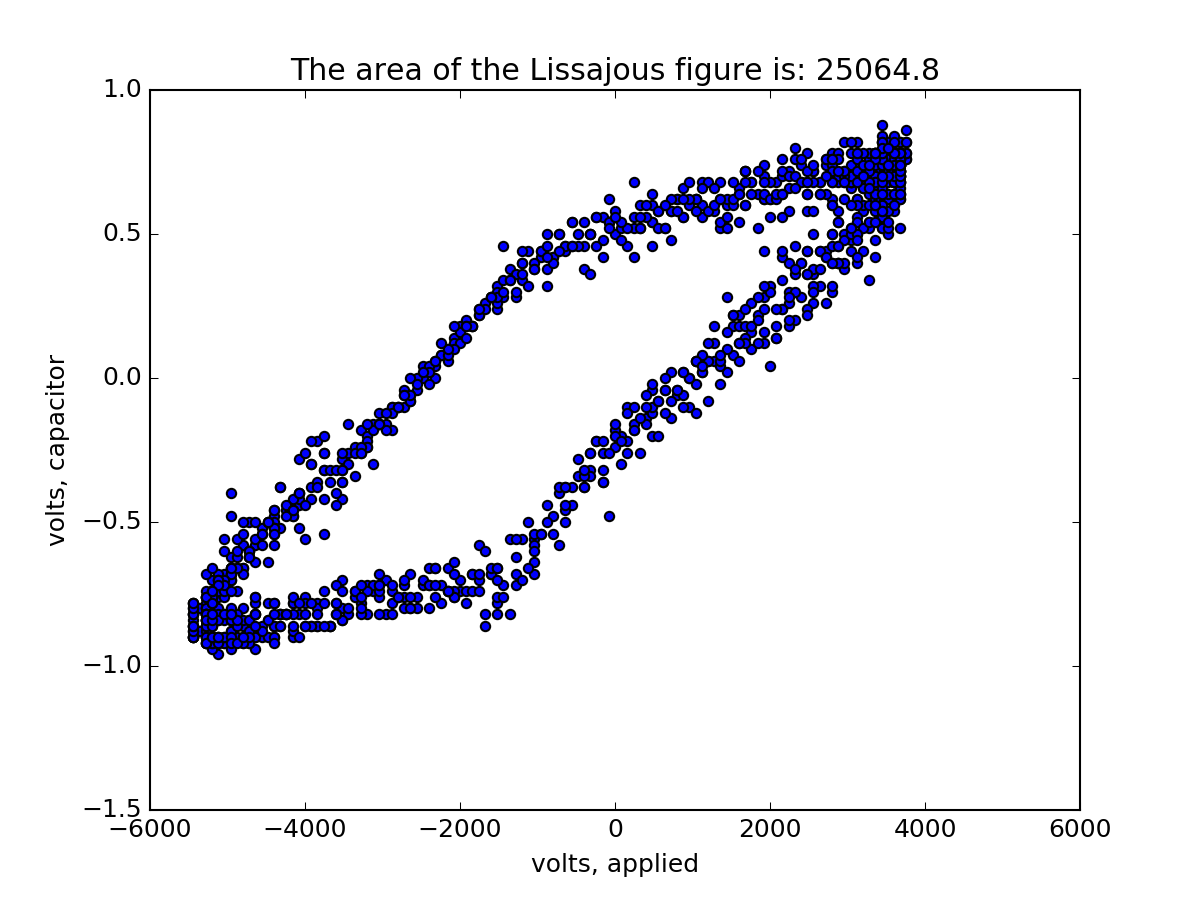 The area of the Lissajous figure is: 25064.8
1.0
0.5
0.0
−0.5
−1.0
−1.5
volts, capacitor
−6000 −4000 −2000 0 2000 4000 6000
volts, applied